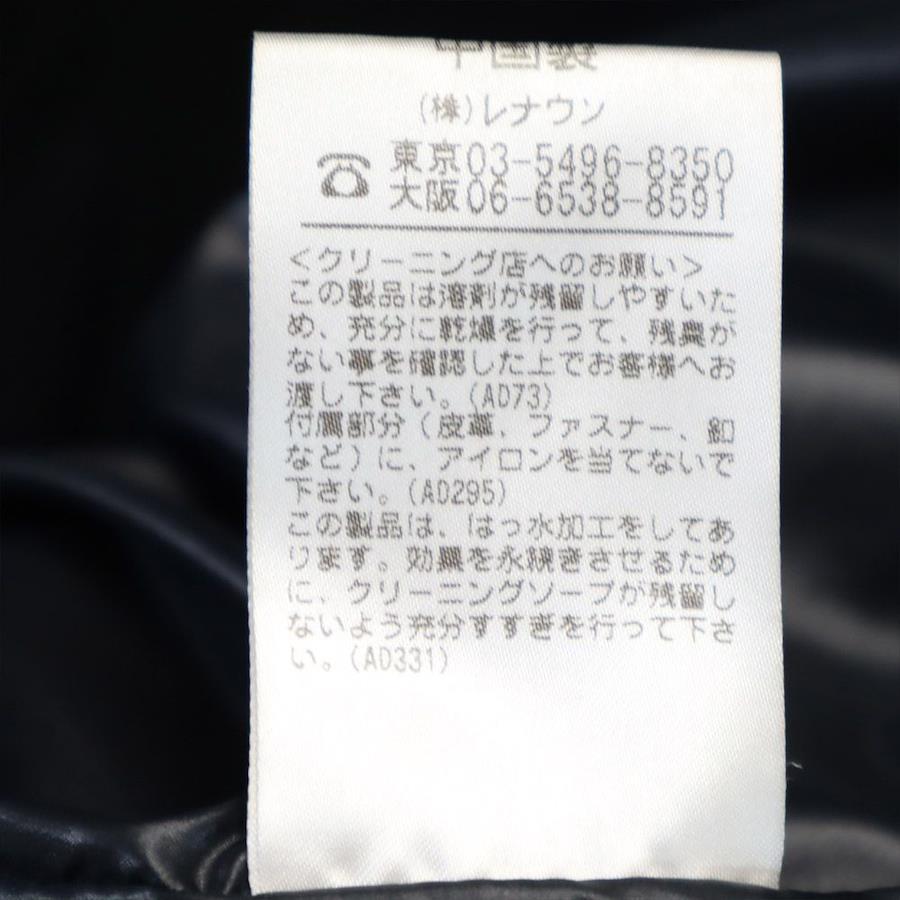 中国製
(株)レナウン
東京03-5496-8350
大阪06-6538-8591
<クリーニング店へのお願い>
この製品は溶剤が残留しやすいた
め、充分に乾燥を行って、残臭が
ない事を確認した上でお客様へお
渡し下さい。(AD73)
付属部分(皮革、ファスナー、釦
など)に、アイロンを当てないで
下さい。(AD295)
この製品は、はっ水加工をしてあ
ります。効果を永続きさせるため
に、クリーニングソープが残留し
ないよう充分すすぎを行って下さ
い。(AD331)